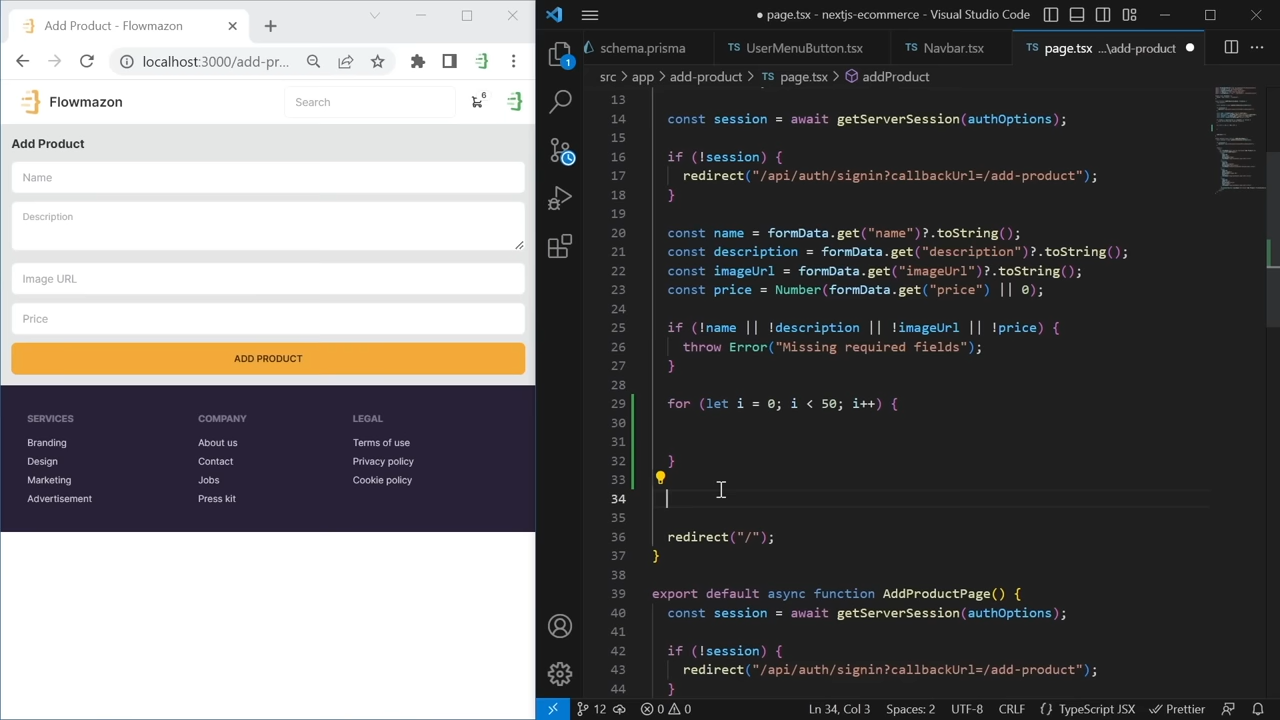 Add Product - Flowmazon
localhost:3000/add-pr...
Flowmazon
Search
6
Add Product
Name
Description
Image URL
Price
ADD PRODUCT
SERVICES
Branding
Design
Marketing
Advertisement
COMPANY
About us
Contact
Jobs
Press kit
LEGAL
Terms of use
Privacy policy
Cookie policy
● page.tsx - nextjs-ecommerce - Visual Studio Code
schema.prisma
TS UserMenuButton.tsx
TS Navbar.tsx
TS page.tsx ...\add-product ●
src > app > add-product > TS page.tsx > addProduct
1
13
14 const session = await getServerSession(authOptions);
15
16 if (!session) {
17 redirect("/api/auth/signin?callbackUrl=/add-product");
18 }
19
20 const name = formData.get("name")?.toString();
21 const description = formData.get("description")?.toString();
22 const imageUrl = formData.get("imageUrl")?.toString();
23 const price = Number(formData.get("price") || 0);
24
25 if (!name || !description || !imageUrl || !price) {
26 throw Error("Missing required fields");
27 }
28
29 for (let i = 0; i < 50; i++) {
30
31
32 }
33
34
35
36 redirect("/");
37 }
38
39 export default async function AddProductPage() {
40 const session = await getServerSession(authOptions);
41
42 if (!session) {
43 redirect("/api/auth/signin?callbackUrl=/add-product");
44 }
12
0 0
Ln 34, Col 3
Spaces: 2
UTF-8
CRLF
{} TypeScript JSX
Prettier